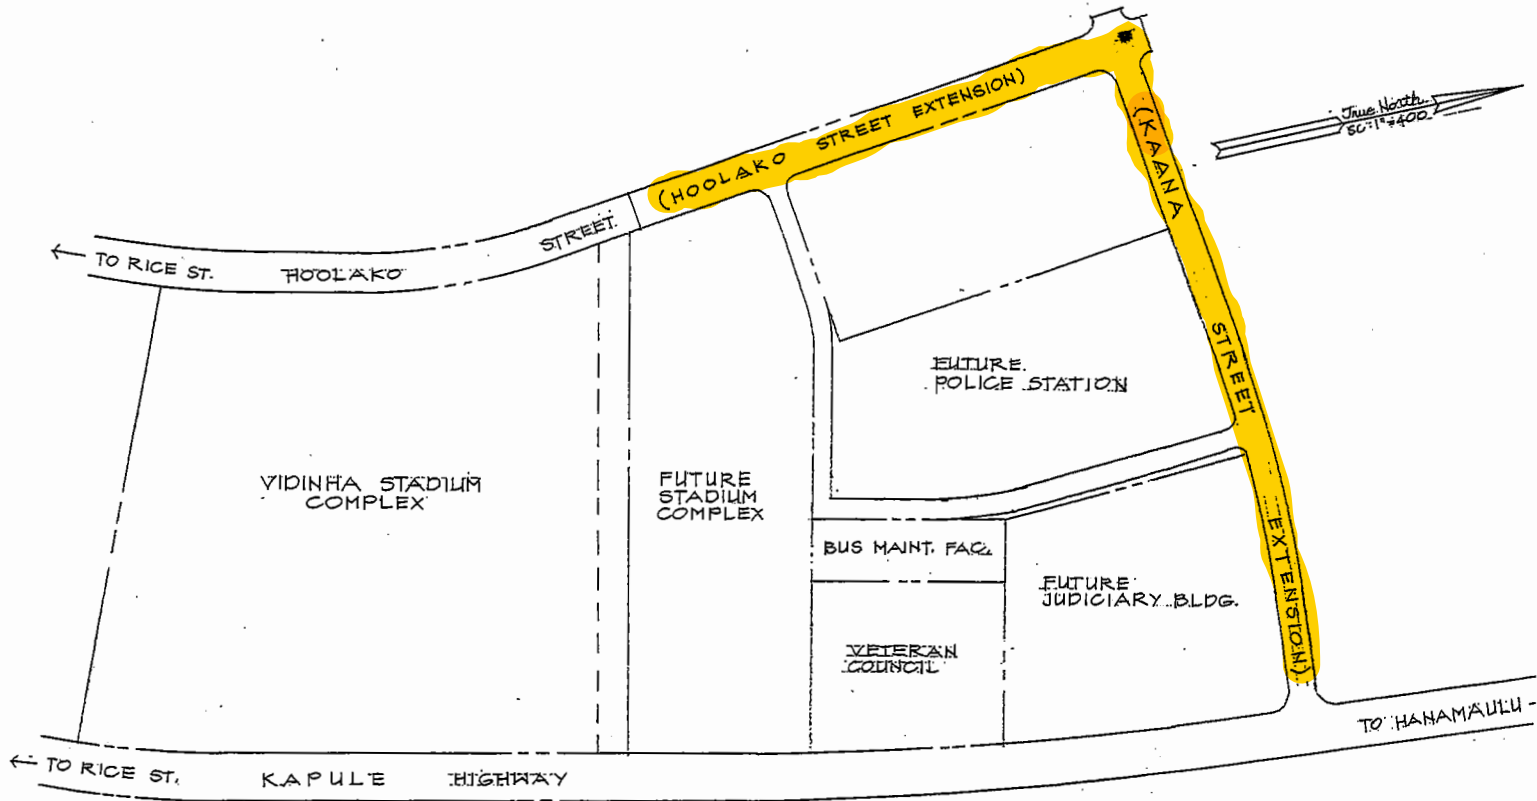 (HOOLAKO STREET EXTENSION)
(KAANA STREET EXTENSION)
True North
SC: 1"=400
← TO RICE ST. HOOLAKO STREET
FUTURE
POLICE STATION
VIDINHA STADIUM
COMPLEX
FUTURE
STADIUM
COMPLEX
BUS MAINT. FAC.
FUTURE
JUDICIARY BLDG.
VETERAN
COUNCIL
TO HANAMAULU
← TO RICE ST. KAPULE HIGHWAY